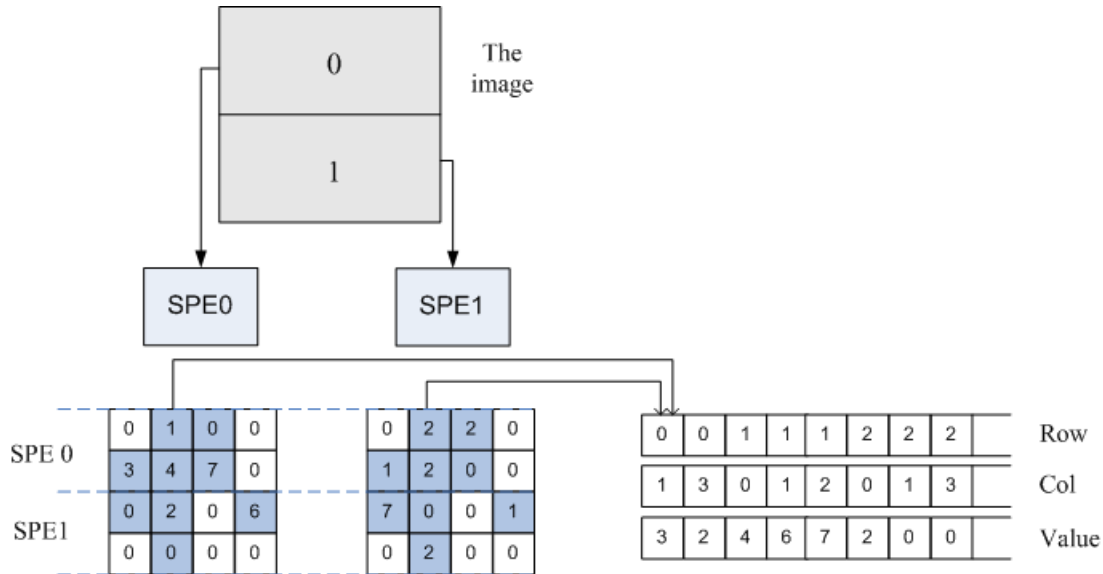 0
The
image
1
SPE0
SPE1
SPE 0
SPE1
0 1 0 0
3 4 7 0
0 2 0 6
0 0 0 0
0 2 2 0
1 2 0 0
7 0 0 1
0 2 0 0
0 0 1 1 1 2 2 2 Row
1 3 0 1 2 0 1 3 Col
3 2 4 6 7 2 0 0 Value